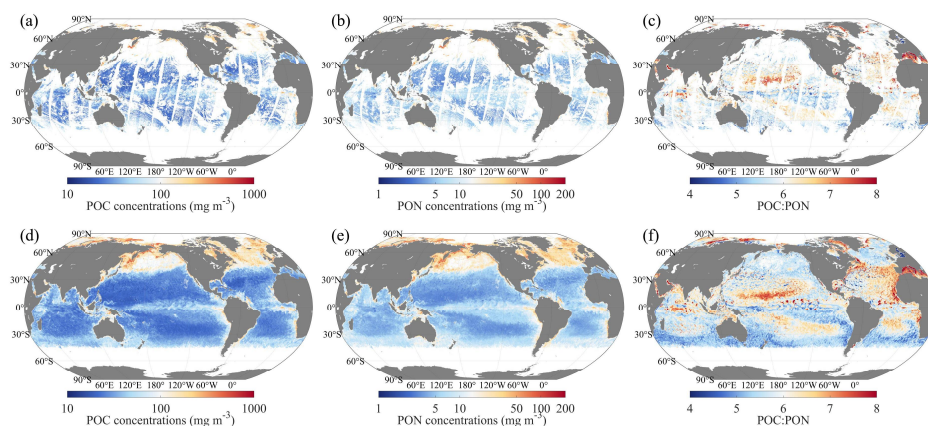 (a) (b) (c)
90°N 90°N 90°N
60°N 60°N 60°N
30°N 30°N 30°N
0° 0° 0°
30°S 30°S 30°S
60°S 60°S 60°S
60°E 120°E 180° 120°W 60°W 0° 60°E 120°E 180° 120°W 60°W 0° 60°E 120°E 180° 120°W 60°W 0°
90°S 90°S 90°S
10 100 1000 1 5 10 50 100 200 4 5 6 7 8
POC concentrations (mg m⁻³) PON concentrations (mg m⁻³) POC:PON
(d) (e) (f)
90°N 90°N 90°N
60°N 60°N 60°N
30°N 30°N 30°N
0° 0° 0°
30°S 30°S 30°S
60°S 60°S 60°S
60°E 120°E 180° 120°W 60°W 0° 60°E 120°E 180° 120°W 60°W 0° 60°E 120°E 180° 120°W 60°W 0°
90°S 90°S 90°S
10 100 1000 1 5 10 50 100 200 4 5 6 7 8
POC concentrations (mg m⁻³) PON concentrations (mg m⁻³) POC:PON